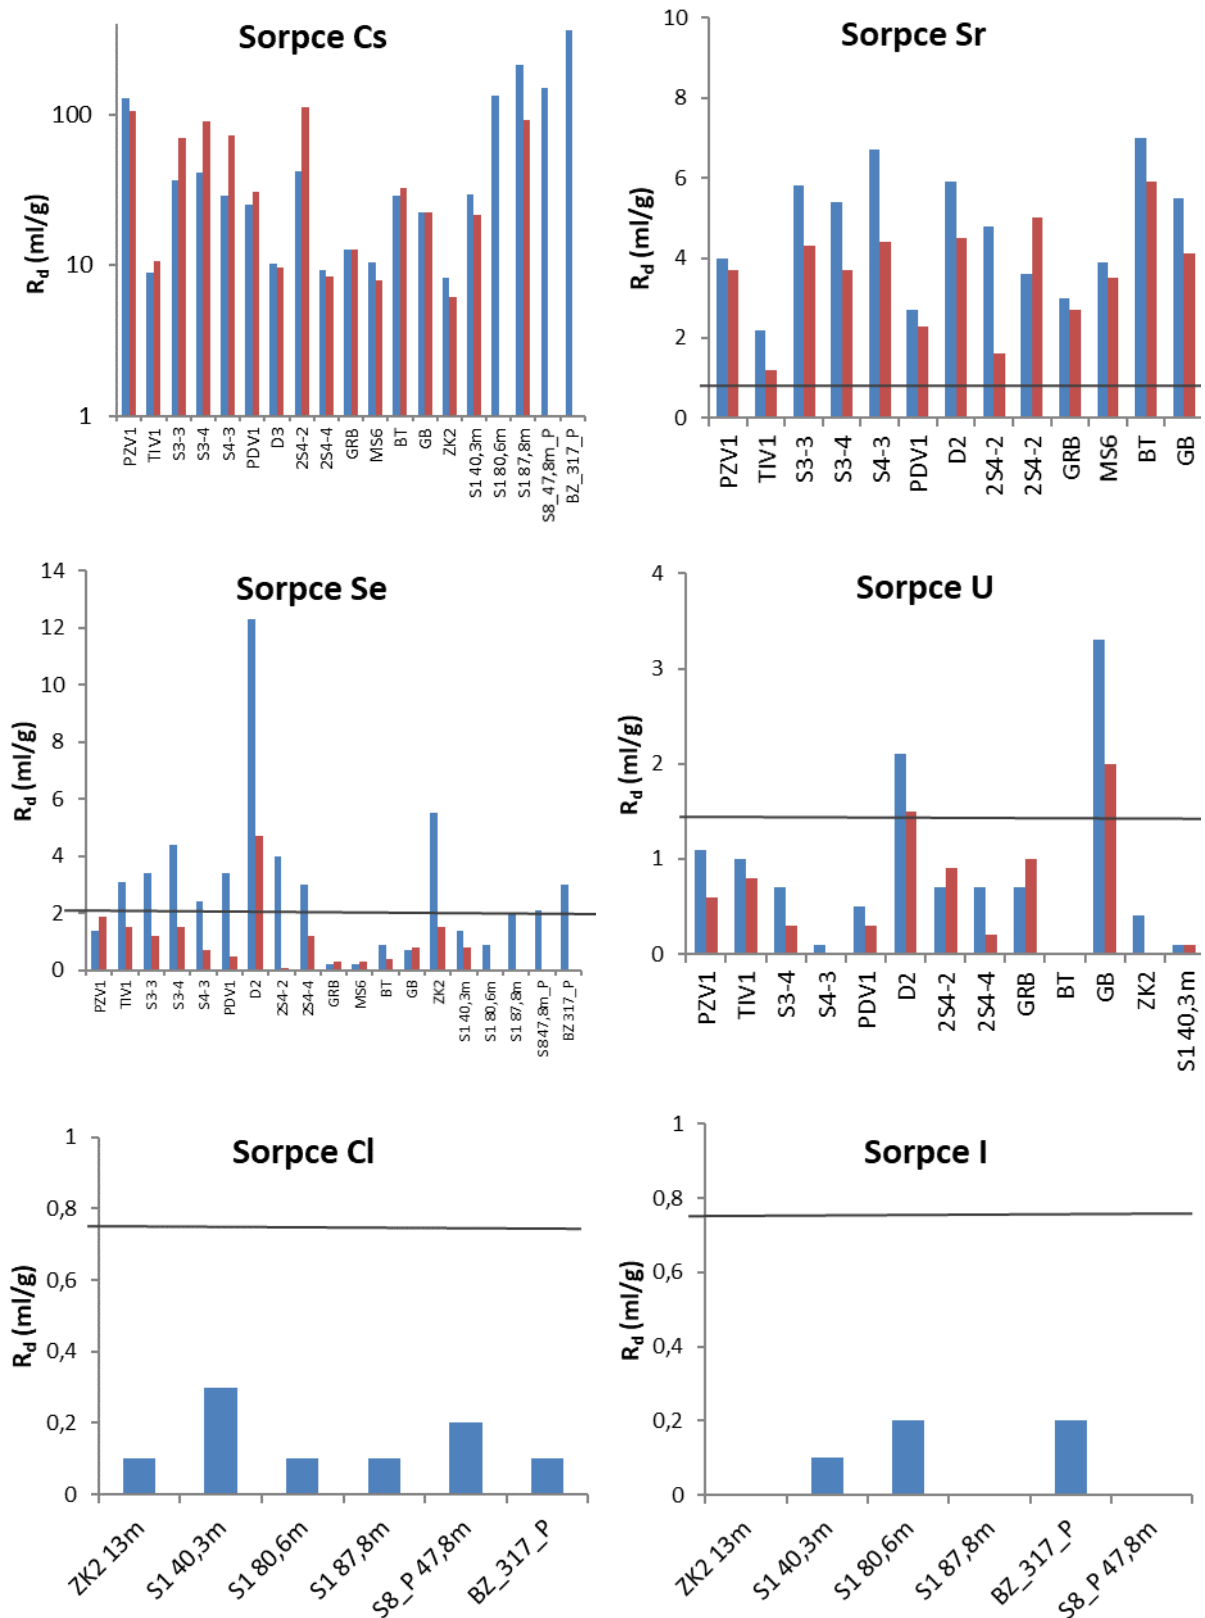 Sorpce Cs
R_d (ml/g)
100
10
1
PZV1
TIV1
S3-3
S3-4
S4-3
PDV1
D3
2S4-2
2S4-4
GRB
MS6
BT
GB
ZK2
S1 40,3m
S1 80,6m
S1 87,8m
S8_47,8m_P
BZ_317_P
Sorpce Sr
R_d (ml/g)
10
8
6
4
2
0
PZV1
TIV1
S3-3
S3-4
S4-3
PDV1
D2
2S4-2
2S4-2
GRB
MS6
BT
GB
Sorpce Se
R_d (ml/g)
14
12
10
8
6
4
2
0
PZV1
TIV1
S3-3
S3-4
S4-3
PDV1
D2
2S4-2
2S4-4
GRB
MS6
BT
GB
ZK2
S1 40,3m
S1 80,6m
S1 87,8m
S8 47,8m_P
BZ 317_P
Sorpce U
R_d (ml/g)
4
3
2
1
0
PZV1
TIV1
S3-4
S4-3
PDV1
D2
2S4-2
2S4-4
GRB
BT
GB
ZK2
S1 40,3m
Sorpce Cl
R_d (ml/g)
1
0,8
0,6
0,4
0,2
0
ZK2 13m
S1 40,3m
S1 80,6m
S1 87,8m
S8_P 47,8m
BZ_317_P
Sorpce I
R_d (ml/g)
1
0,8
0,6
0,4
0,2
0
ZK2 13m
S1 40,3m
S1 80,6m
S1 87,8m
BZ_317_P
S8_P 47,8m